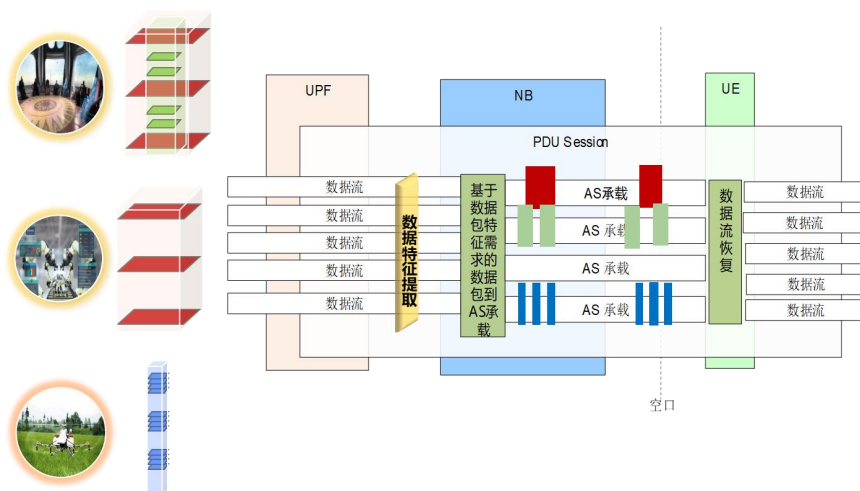 UPF
NB
UE
PDU Session
数据流
数据流
数据流
数据流
数据流
数据特征提取
基于
数据
包特
征需
求的
数据
包到
AS承
载
AS承载
AS 承载
AS 承载
AS 承载
数据流恢复
数据流
数据流
数据流
数据流
数据流
空口